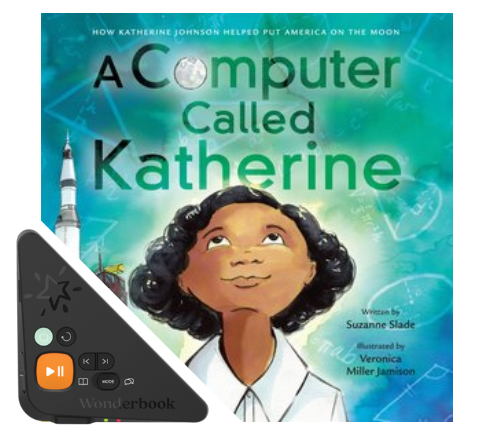 HOW KATHERINE JOHNSON HELPED PUT AMERICA ON THE MOON
A Computer
Called
Katherine
Written by
Suzanne Slade
Illustrated by
Veronica
Miller Jamison
MODE
Wonderbook